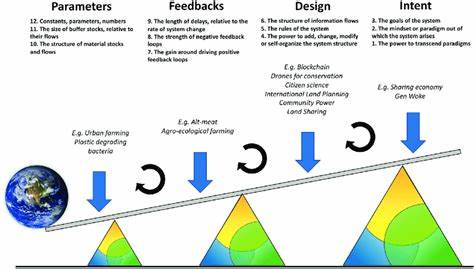 Parameters
12. Constants, parameters, numbers
11. The size of buffer stocks, relative to
their flows
10. The structure of material stocks
and flows
Feedbacks
9. The length of delays, relative to the rate
of system change
8. The strength of negative feedback
loops
7. The gain around driving positive
feedback loops
Design
6. The structure of information flows
5. The rules of the system
4. The power to add, change, modify
or self-organize the system structure
Intent
3. The goals of the system
2. The mindset or paradigm out
of which the system arises
1. The power to transcend paradigms
E.g. Urban farming
Plastic degrading
bacteria
E.g. Alt-meat
Agro-ecological farming
E.g. Blockchain
Drones for conservation
Citizen science
International Land Planning
Community Power
Land Sharing
E.g. Sharing economy
Gen Woke